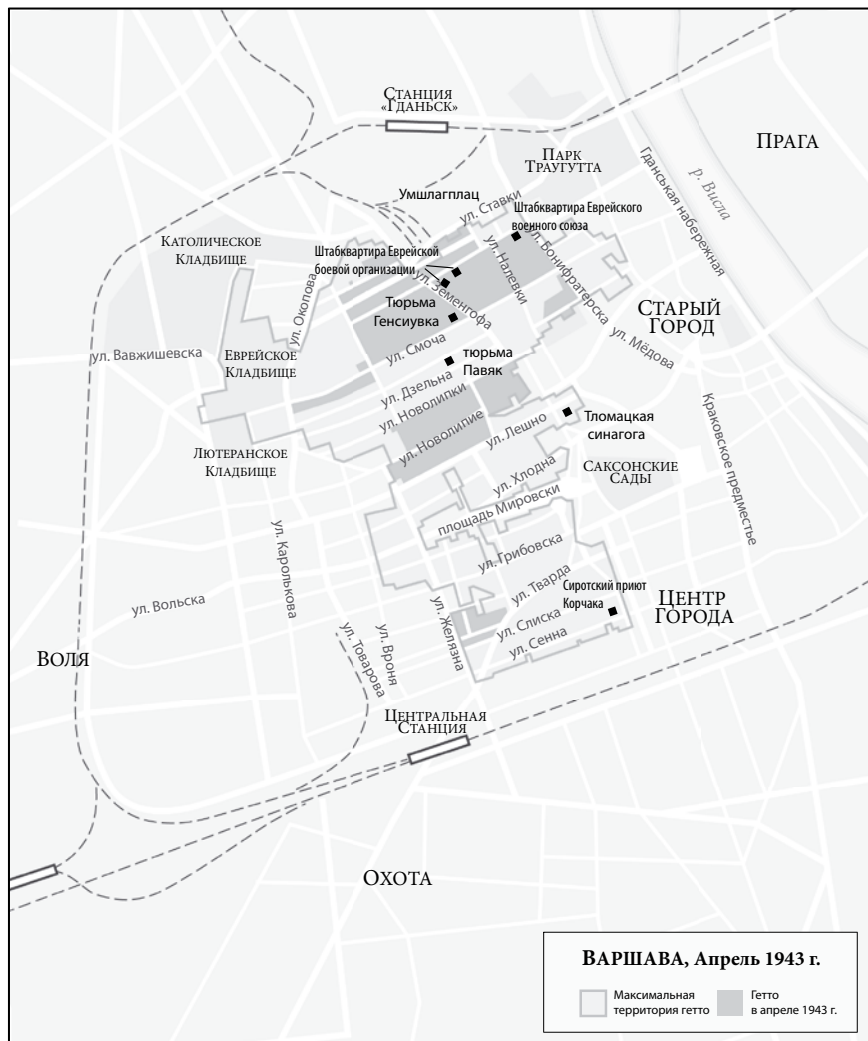 СТАНЦИЯ
«ГДАНЬСК»
ПРАГА
ПАРК
ТРАУГУТТА
Гданьская набережная
р. Висла
Умшлагплац
ул. Ставки
Штабквартира Еврейского
военного союза
КАТОЛИЧЕСКОЕ
КЛАДБИЩЕ
Штабквартира Еврейской
боевой организации
ул. Налевки
ул. Бонифратерска
ул. Окопова
ул. Земенгофа
Тюрьма
Генсиувка
СТАРЫЙ
ГОРОД
ул. Вавжишевска
ЕВРЕЙСКОЕ
КЛАДБИЩЕ
ул. Смоча
тюрьма
Павяк
ул. Мёдова
ул. Дзельна
ул. Новолипки
ул. Новолипие
ул. Лешно
Тломацкая
синагога
Краковское предместье
ЛЮТЕРАНСКОЕ
КЛАДБИЩЕ
ул. Хлодна
САКСОНСКИЕ
САДЫ
площадь Мировски
ул. Каролькова
ул. Грибовска
ул. Тварда
Сиротский приют
Корчака
ЦЕНТР
ГОРОДА
ул. Вольска
ул. Желязна
ул. Слиска
ул. Сенна
ул. Товарова
ул. Вроня
ВОЛЯ
ЦЕНТРАЛЬНАЯ
СТАНЦИЯ
ОХОТА
ВАРШАВА, Апрель 1943 г.
Максимальная
территория гетто
Гетто
в апреле 1943 г.